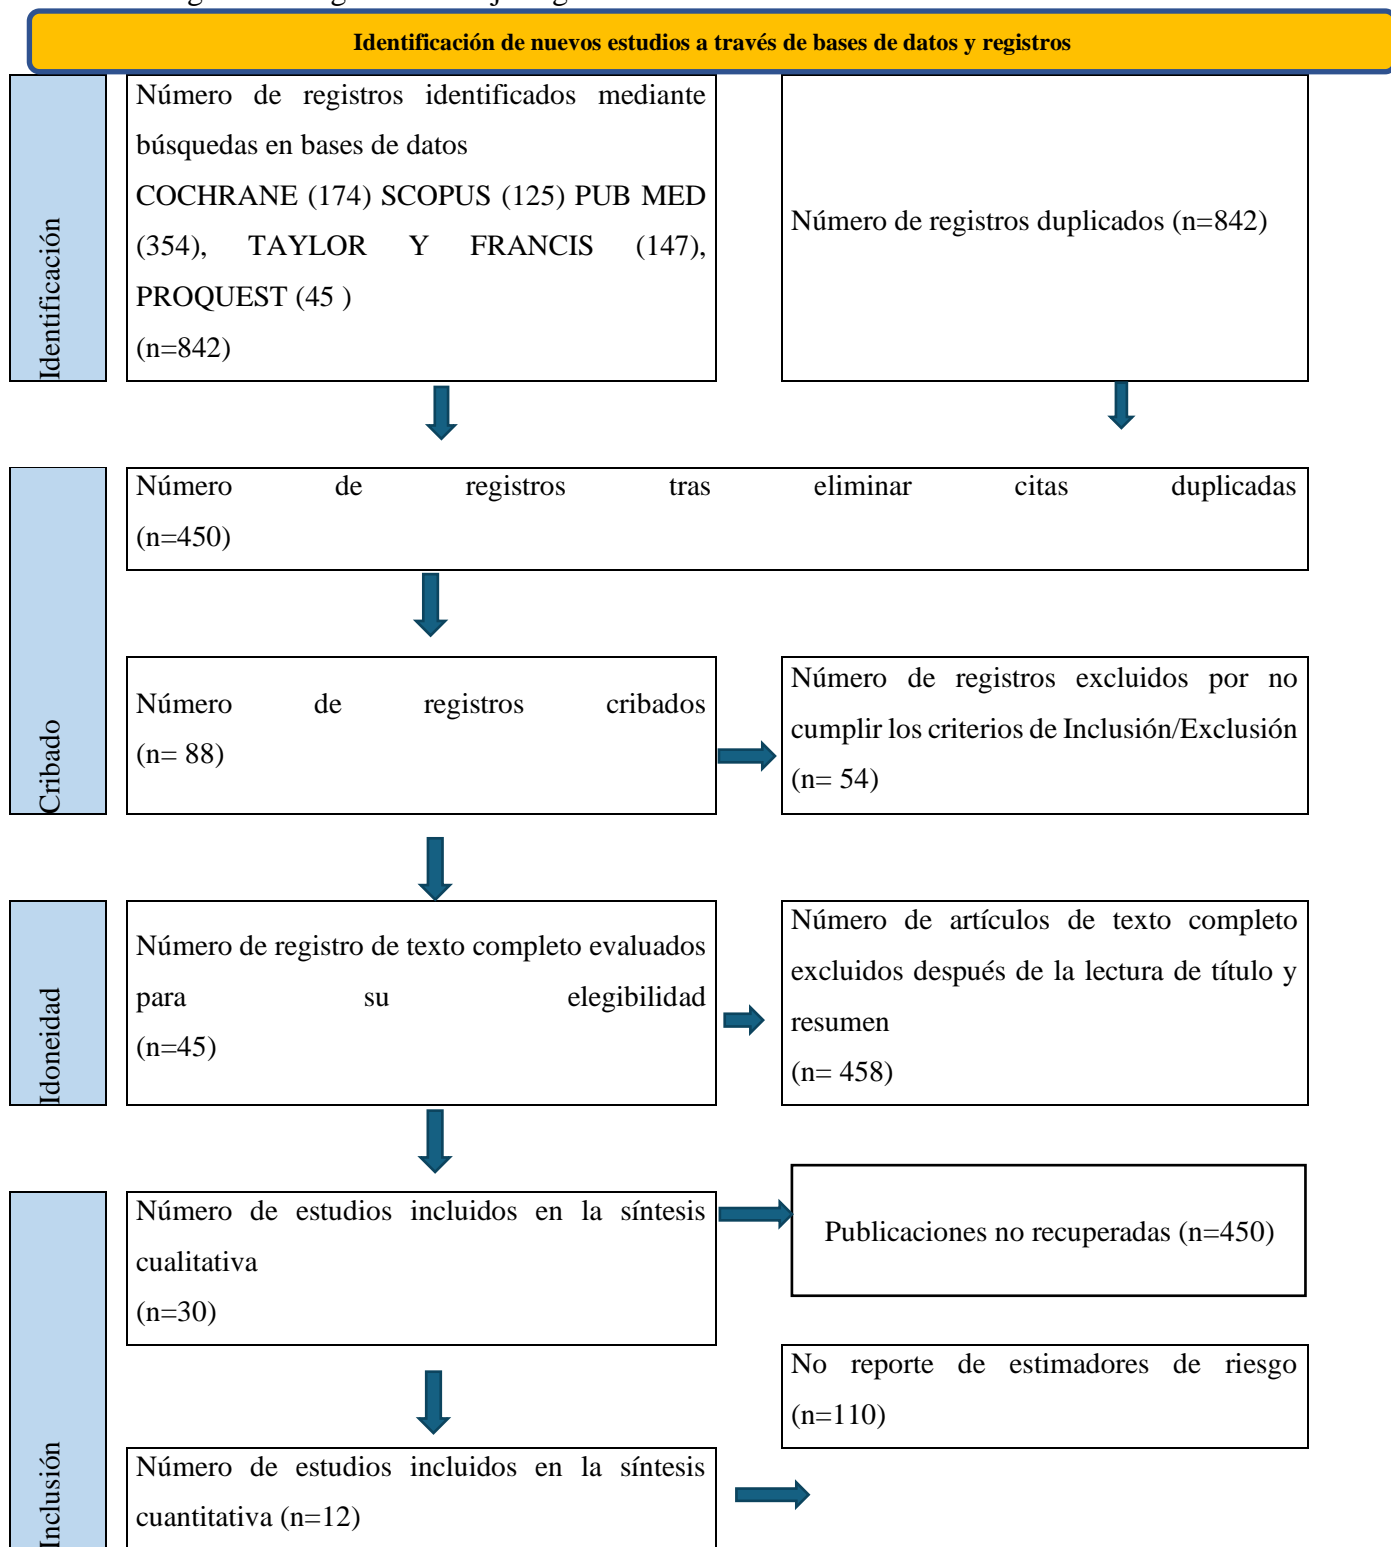 Identificación de nuevos estudios a través de bases de datos y registros
Identificación
Número de registros identificados mediante
búsquedas en bases de datos
COCHRANE (174) SCOPUS (125) PUB MED
(354), TAYLOR Y FRANCIS (147),
PROQUEST (45 )
(n=842)
Número de registros duplicados (n=842)
Cribado
Número de registros tras eliminar citas duplicadas
(n=450)
Número de registros cribados
(n= 88)
Número de registros excluidos por no
cumplir los criterios de Inclusión/Exclusión
(n= 54)
Idoneidad
Número de registro de texto completo evaluados
para su elegibilidad
(n=45)
Número de artículos de texto completo
excluidos después de la lectura de título y
resumen
(n= 458)
Inclusión
Número de estudios incluidos en la síntesis
cualitativa
(n=30)
Publicaciones no recuperadas (n=450)
No reporte de estimadores de riesgo
(n=110)
Número de estudios incluidos en la síntesis
cuantitativa (n=12)